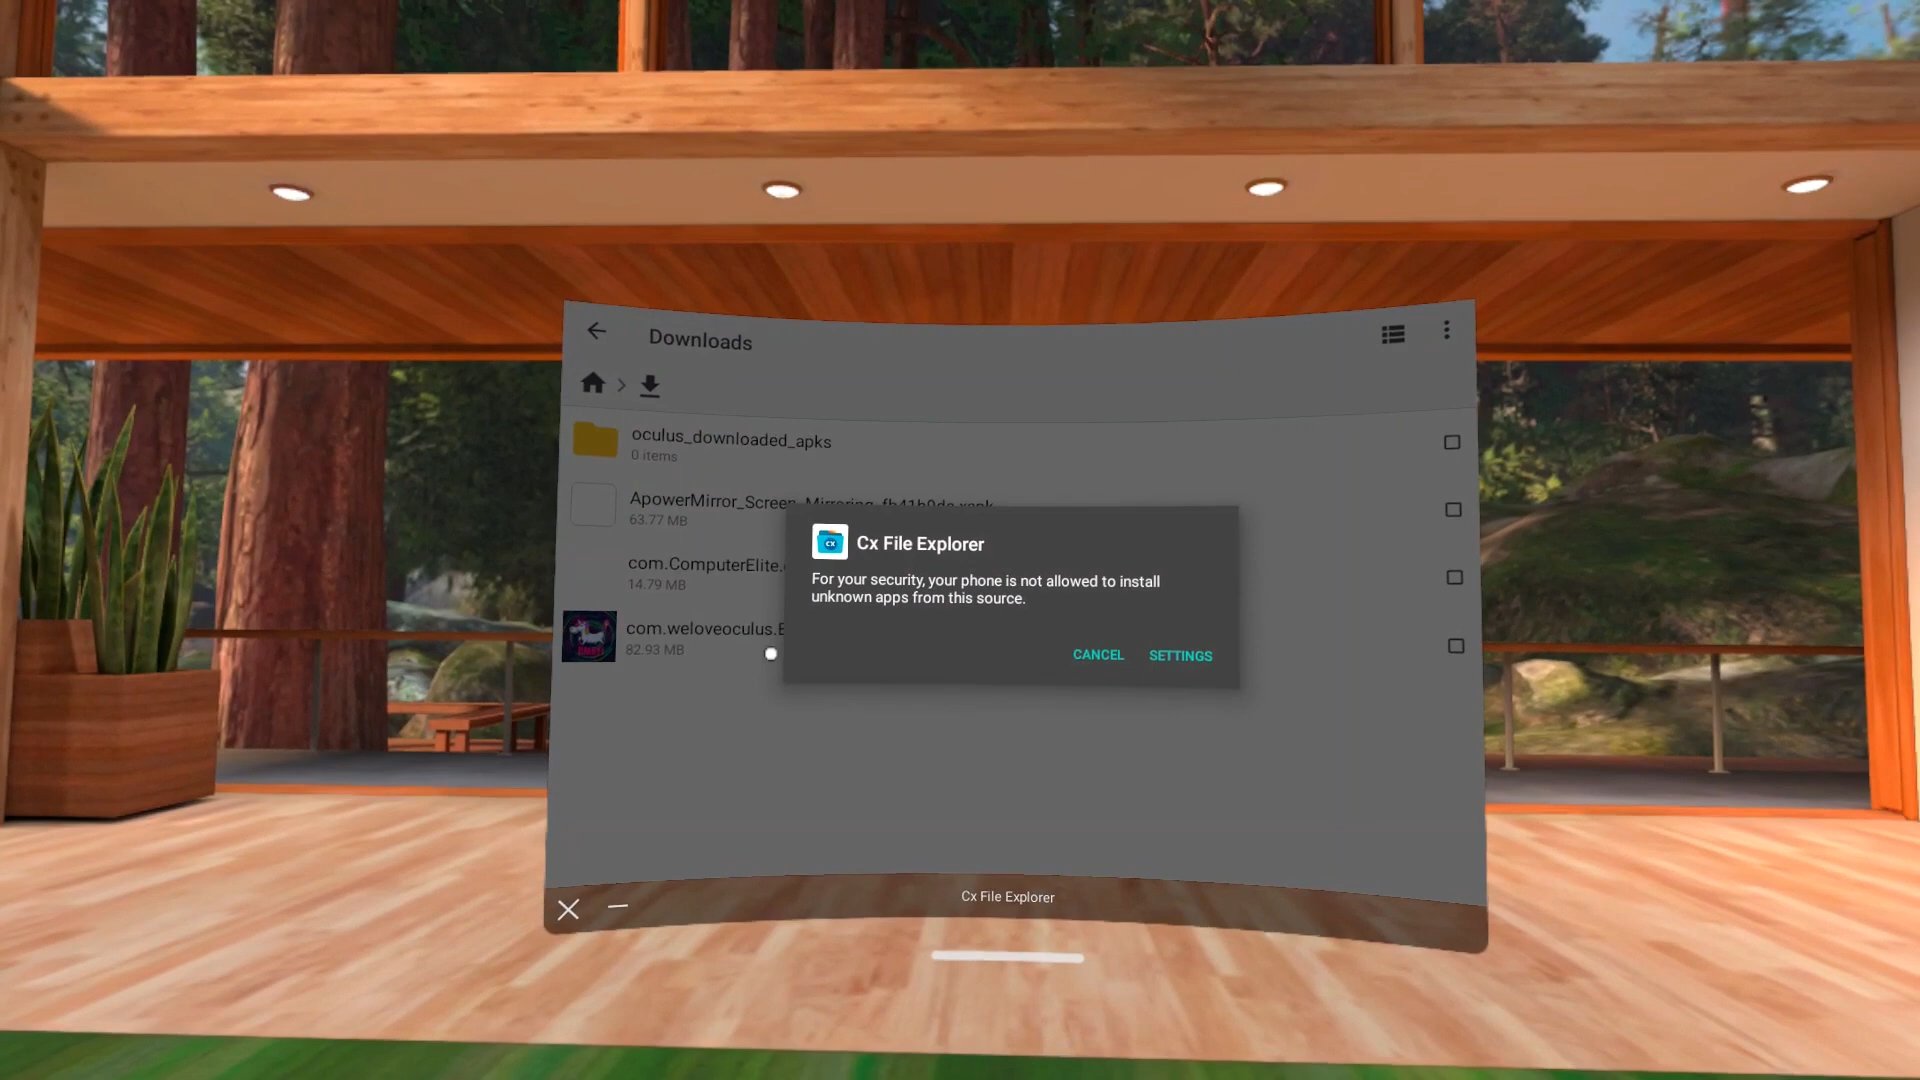 Downloads
oculus_downloaded_apks
0 items
ApowerMirror_Screen_Mirroring_fb41b9de.xapk
63.77 MB
com.ComputerElite.
14.79 MB
com.weloveoculus.B
82.93 MB
Cx File Explorer
For your security, your phone is not allowed to install
unknown apps from this source.
CANCEL SETTINGS
Cx File Explorer